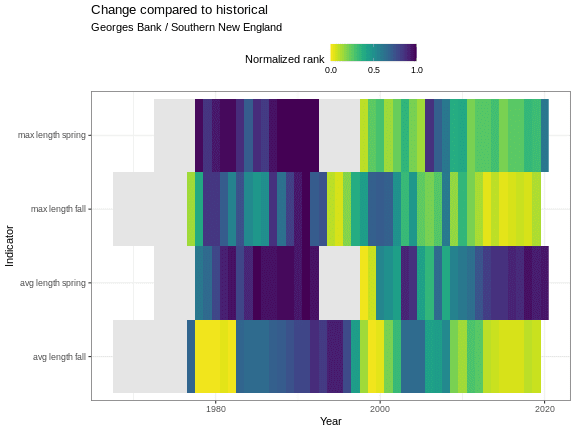 Change compared to historical
Georges Bank / Southern New England
Normalized rank
0.0 0.5 1.0
max length spring
max length fall
avg length spring
avg length fall
Indicator
1980 2000 2020
Year